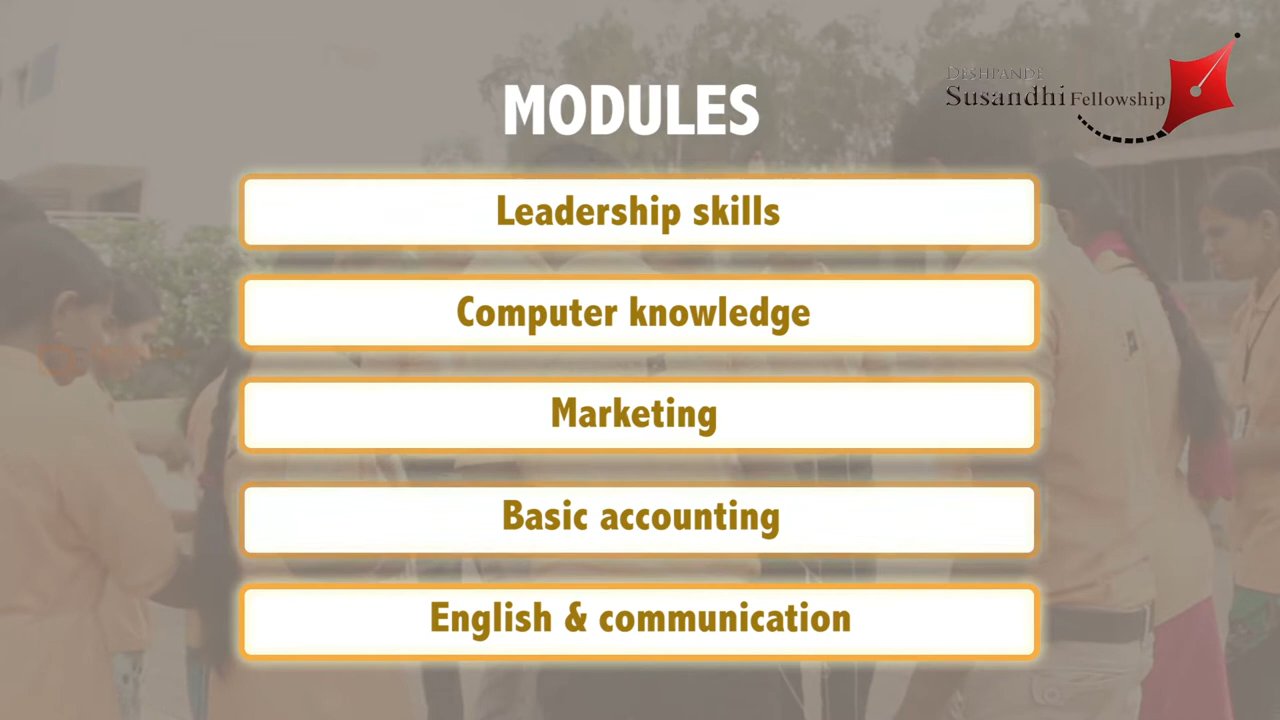 DESHPANDE
Susandhi Fellowship
MODULES
Leadership skills
Computer knowledge
Marketing
Basic accounting
English & communication